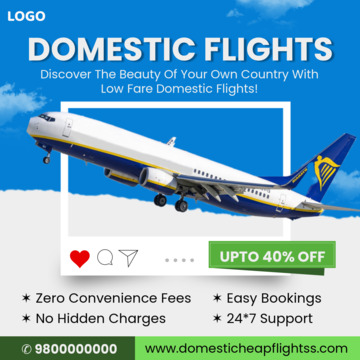 LOGO
DOMESTIC FLIGHTS
Discover The Beauty Of Your Own Country With
Low Fare Domestic Flights!
UPTO 40% OFF
✶ Zero Convenience Fees
✶ Easy Bookings
✶ No Hidden Charges
✶ 24*7 Support
✆ 9800000000
www.domesticheapflightss.com